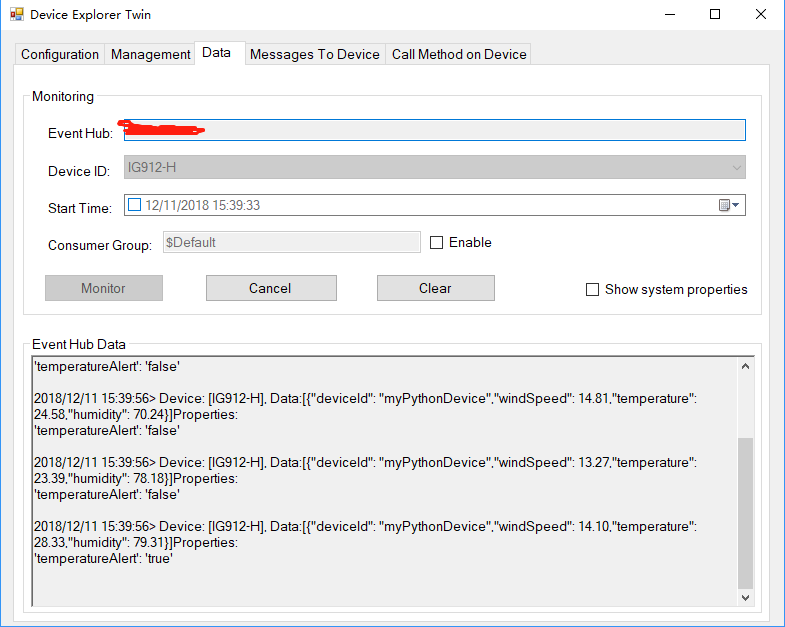 Device Explorer Twin
Configuration Management Data Messages To Device Call Method on Device
Monitoring
Event Hub:
Device ID: IG912-H
Start Time: 12/11/2018 15:39:33
Consumer Group: $Default Enable
Monitor Cancel Clear Show system properties
Event Hub Data
'temperatureAlert': 'false'
2018/12/11 15:39:56> Device: [IG912-H], Data:[{"deviceId": "myPythonDevice","windSpeed": 14.81,"temperature":
24.58,"humidity": 70.24}]Properties:
'temperatureAlert': 'false'
2018/12/11 15:39:56> Device: [IG912-H], Data:[{"deviceId": "myPythonDevice","windSpeed": 13.27,"temperature":
23.39,"humidity": 78.18}]Properties:
'temperatureAlert': 'false'
2018/12/11 15:39:56> Device: [IG912-H], Data:[{"deviceId": "myPythonDevice","windSpeed": 14.10,"temperature":
28.33,"humidity": 79.31}]Properties:
'temperatureAlert': 'true'